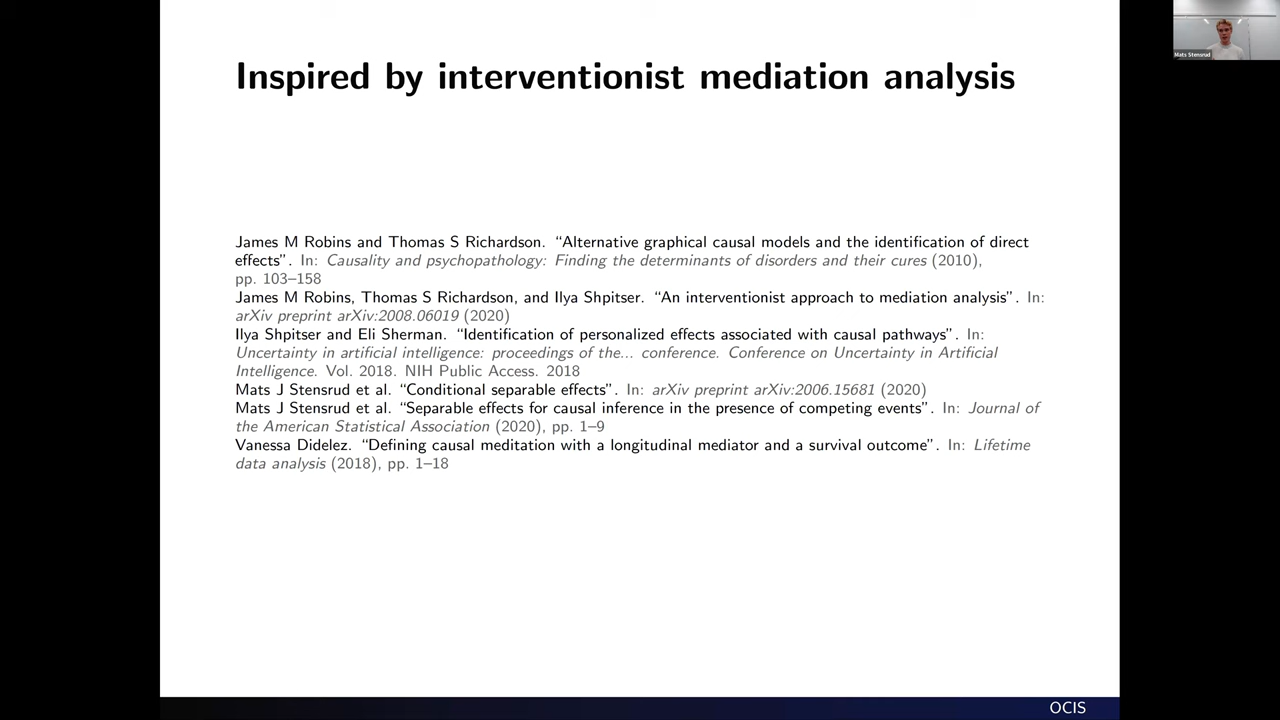 Inspired by interventionist mediation analysis
Mats Stensrud
James M Robins and Thomas S Richardson. “Alternative graphical causal models and the identification of direct
effects”. In: Causality and psychopathology: Finding the determinants of disorders and their cures (2010),
pp. 103–158
James M Robins, Thomas S Richardson, and Ilya Shpitser. “An interventionist approach to mediation analysis”. In:
arXiv preprint arXiv:2008.06019 (2020)
Ilya Shpitser and Eli Sherman. “Identification of personalized effects associated with causal pathways”. In:
Uncertainty in artificial intelligence: proceedings of the... conference. Conference on Uncertainty in Artificial
Intelligence. Vol. 2018. NIH Public Access. 2018
Mats J Stensrud et al. “Conditional separable effects”. In: arXiv preprint arXiv:2006.15681 (2020)
Mats J Stensrud et al. “Separable effects for causal inference in the presence of competing events”. In: Journal of
the American Statistical Association (2020), pp. 1–9
Vanessa Didelez. “Defining causal meditation with a longitudinal mediator and a survival outcome”. In: Lifetime
data analysis (2018), pp. 1–18
OCIS